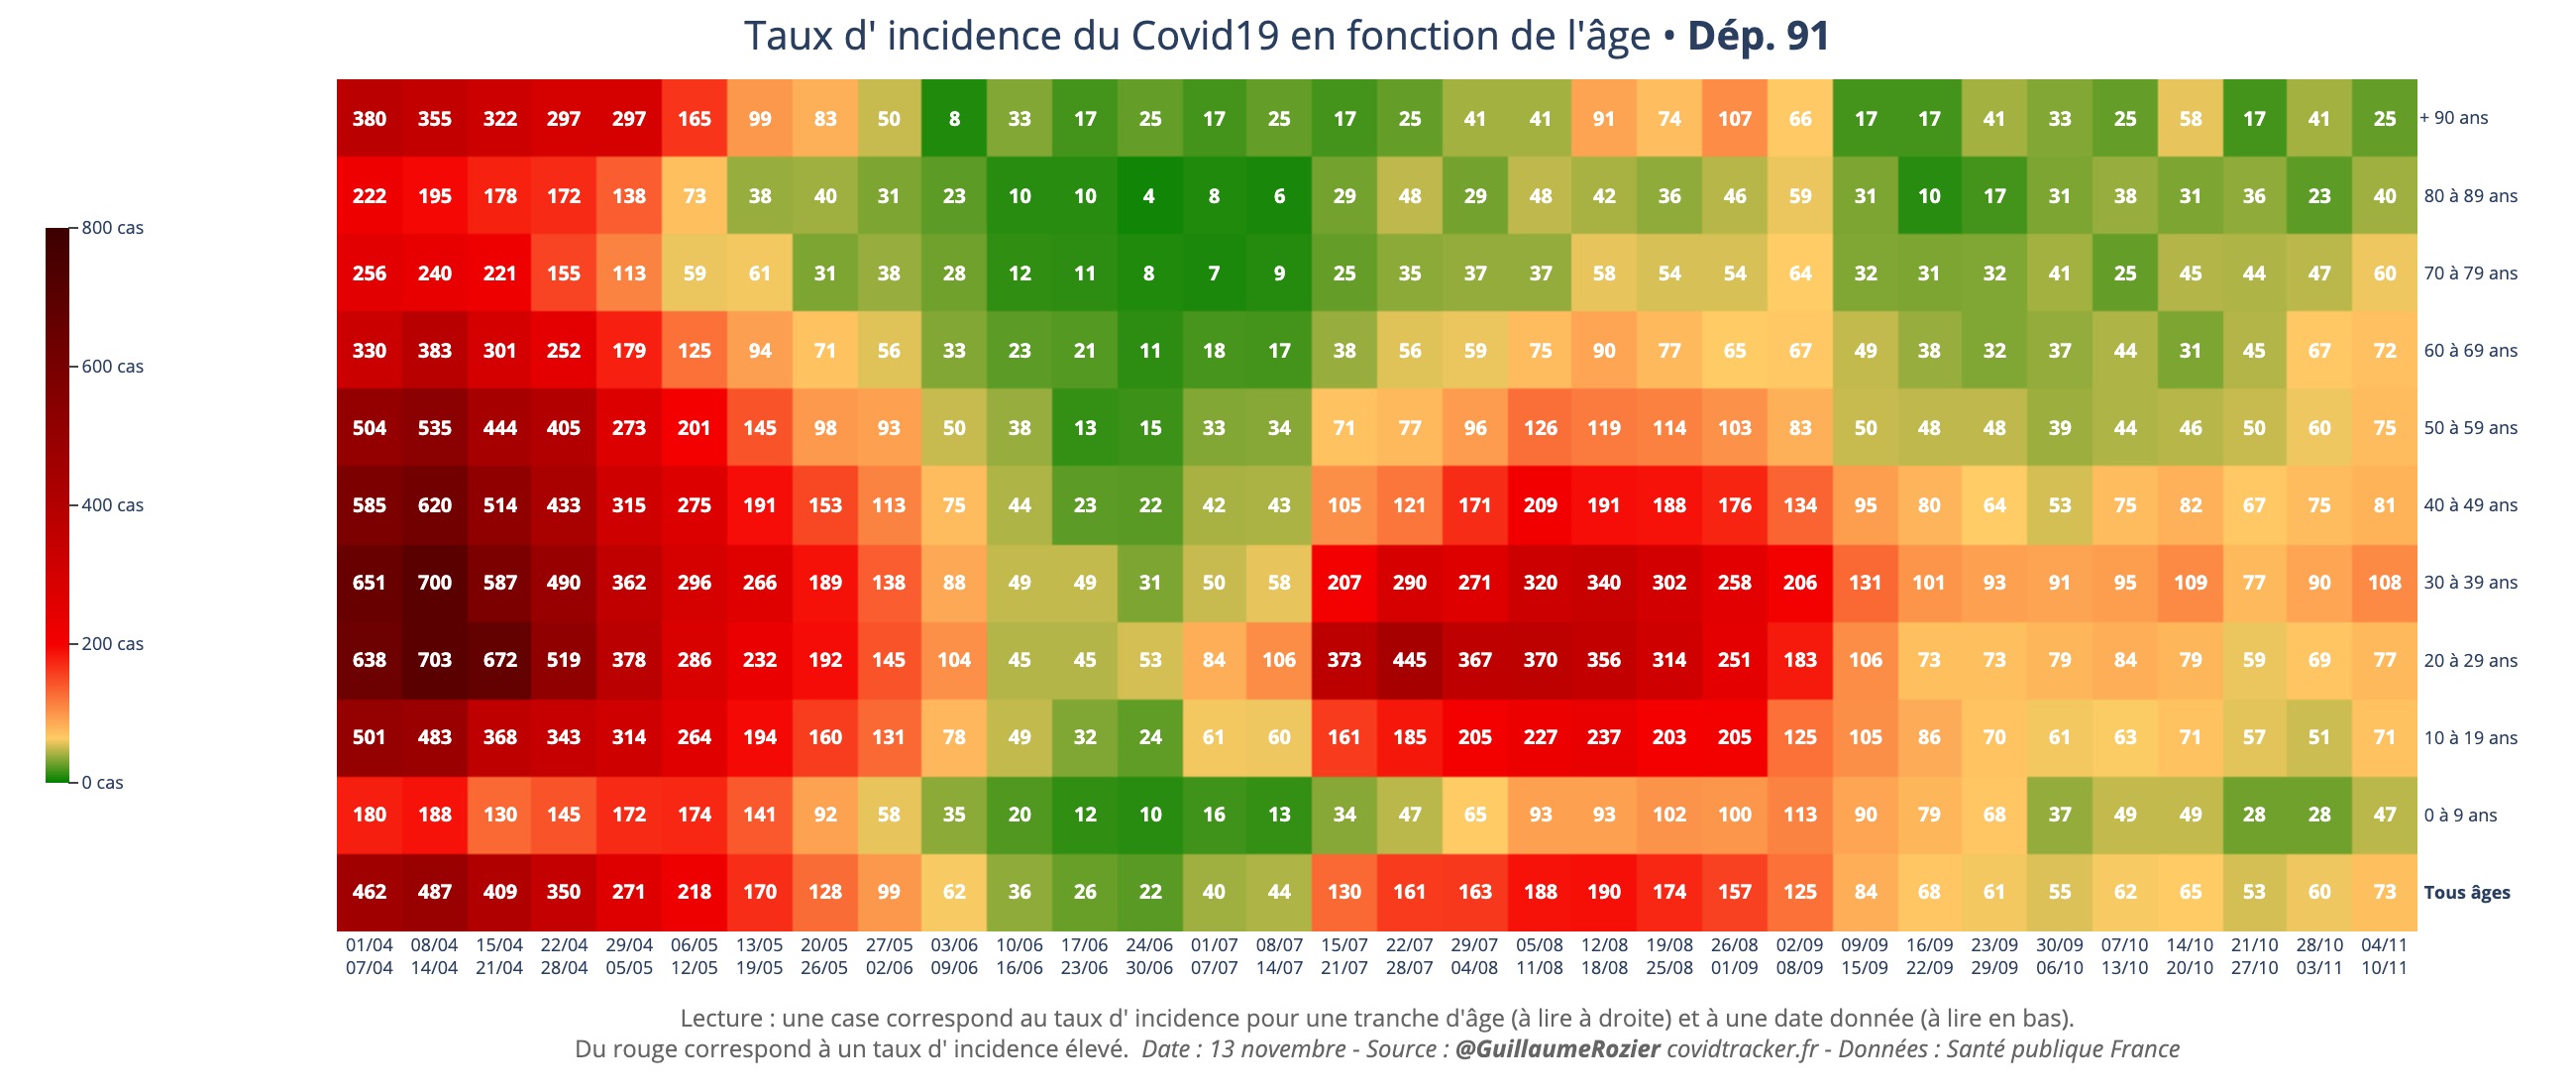 Taux d' incidence du Covid19 en fonction de l'âge • Dép. 91
800 cas
600 cas
400 cas
200 cas
0 cas
380 355 322 297 297 165 99 83 50 8 33 17 25 17 25 17 25 41 41 91 74 107 66 17 17 41 33 25 58 17 41 25 + 90 ans
222 195 178 172 138 73 38 40 31 23 10 10 4 8 6 29 48 29 48 42 36 46 59 31 10 17 31 38 31 36 23 40 80 à 89 ans
256 240 221 155 113 59 61 31 38 28 12 11 8 7 9 25 35 37 37 58 54 54 64 32 31 32 41 25 45 44 47 60 70 à 79 ans
330 383 301 252 179 125 94 71 56 33 23 21 11 18 17 38 56 59 75 90 77 65 67 49 38 32 37 44 31 45 67 72 60 à 69 ans
504 535 444 405 273 201 145 98 93 50 38 13 15 33 34 71 77 96 126 119 114 103 83 50 48 48 39 44 46 50 60 75 50 à 59 ans
585 620 514 433 315 275 191 153 113 75 44 23 22 42 43 105 121 171 209 191 188 176 134 95 80 64 53 75 82 67 75 81 40 à 49 ans
651 700 587 490 362 296 266 189 138 88 49 49 31 50 58 207 290 271 320 340 302 258 206 131 101 93 91 95 109 77 90 108 30 à 39 ans
638 703 672 519 378 286 232 192 145 104 45 45 53 84 106 373 445 367 370 356 314 251 183 106 73 73 79 84 79 59 69 77 20 à 29 ans
501 483 368 343 314 264 194 160 131 78 49 32 24 61 60 161 185 205 227 237 203 205 125 105 86 70 61 63 71 57 51 71 10 à 19 ans
180 188 130 145 172 174 141 92 58 35 20 12 10 16 13 34 47 65 93 93 102 100 113 90 79 68 37 49 49 28 28 47 0 à 9 ans
462 487 409 350 271 218 170 128 99 62 36 26 22 40 44 130 161 163 188 190 174 157 125 84 68 61 55 62 65 53 60 73 Tous âges
01/04 08/04 15/04 22/04 29/04 06/05 13/05 20/05 27/05 03/06 10/06 17/06 24/06 01/07 08/07 15/07 22/07 29/07 05/08 12/08 19/08 26/08 02/09 09/09 16/09 23/09 30/09 07/10 14/10 21/10 28/10 04/11
07/04 14/04 21/04 28/04 05/05 12/05 19/05 26/05 02/06 09/06 16/06 23/06 30/06 07/07 14/07 21/07 28/07 04/08 11/08 18/08 25/08 01/09 08/09 15/09 22/09 29/09 06/10 13/10 20/10 27/10 03/11 10/11
Lecture : une case correspond au taux d' incidence pour une tranche d'âge (à lire à droite) et à une date donnée (à lire en bas).
Du rouge correspond à un taux d' incidence élevé. Date : 13 novembre - Source : @GuillaumeRozier covidtracker.fr - Données : Santé publique France